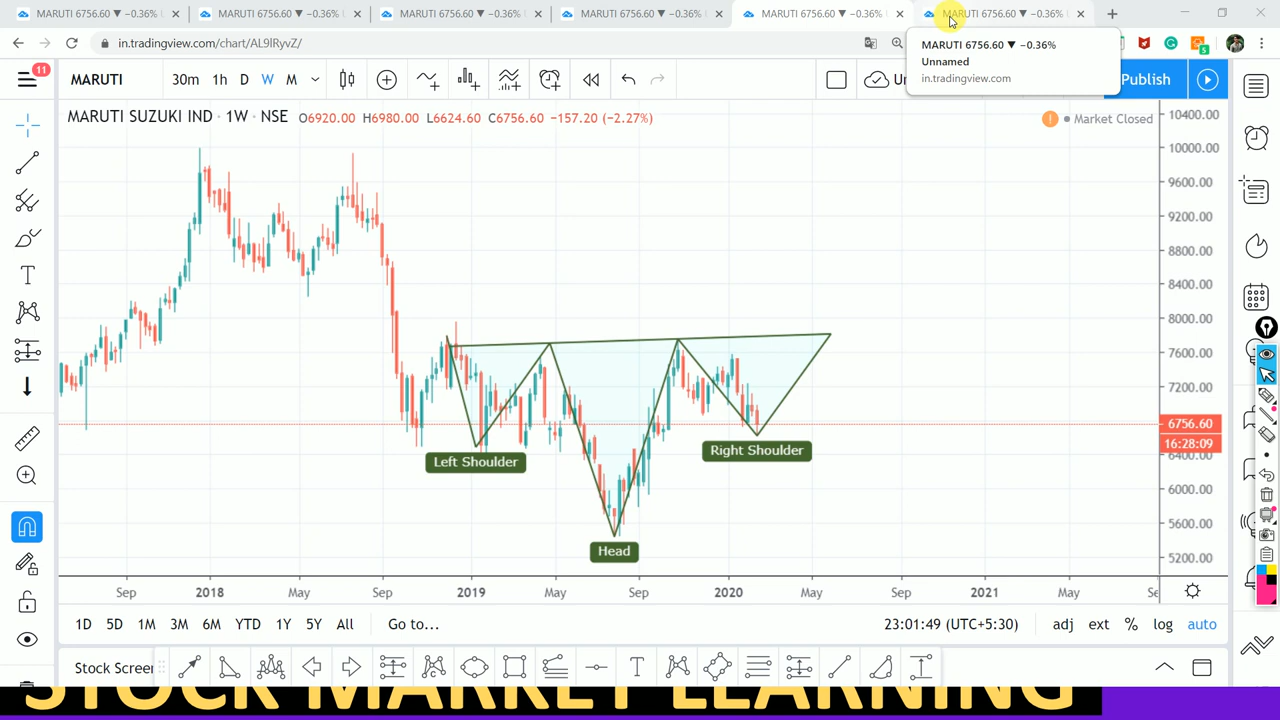 MARUTI 6756.60 ▼ −0.36%
MARUTI 6756.60 ▼ −0.36%
MARUTI 6756.60 ▼ −0.36%
MARUTI 6756.60 ▼ −0.36%
MARUTI 6756.60 ▼ −0.36%
MARUTI 6756.60 ▼ −0.36%
in.tradingview.com/chart/AL9lRyvZ/
MARUTI 6756.60 ▼ −0.36%
Unnamed
in.tradingview.com
11
MARUTI 30m 1h D W M
Un
Publish
MARUTI SUZUKI IND · 1W · NSE O6920.00 H6980.00 L6624.60 C6756.60 −157.20 (−2.27%)
Market Closed
10400.00
10000.00
9600.00
9200.00
8800.00
8400.00
8000.00
7600.00
7200.00
6756.60
16:28:09
6400.00
6000.00
5600.00
5200.00
Left Shoulder
Right Shoulder
Head
Sep 2018 May Sep 2019 May Sep 2020 May Sep 2021 May Se
1D 5D 1M 3M 6M YTD 1Y 5Y All Go to... 23:01:49 (UTC+5:30) adj ext % log auto
Stock Screen
STOCK MARKET LEARNING